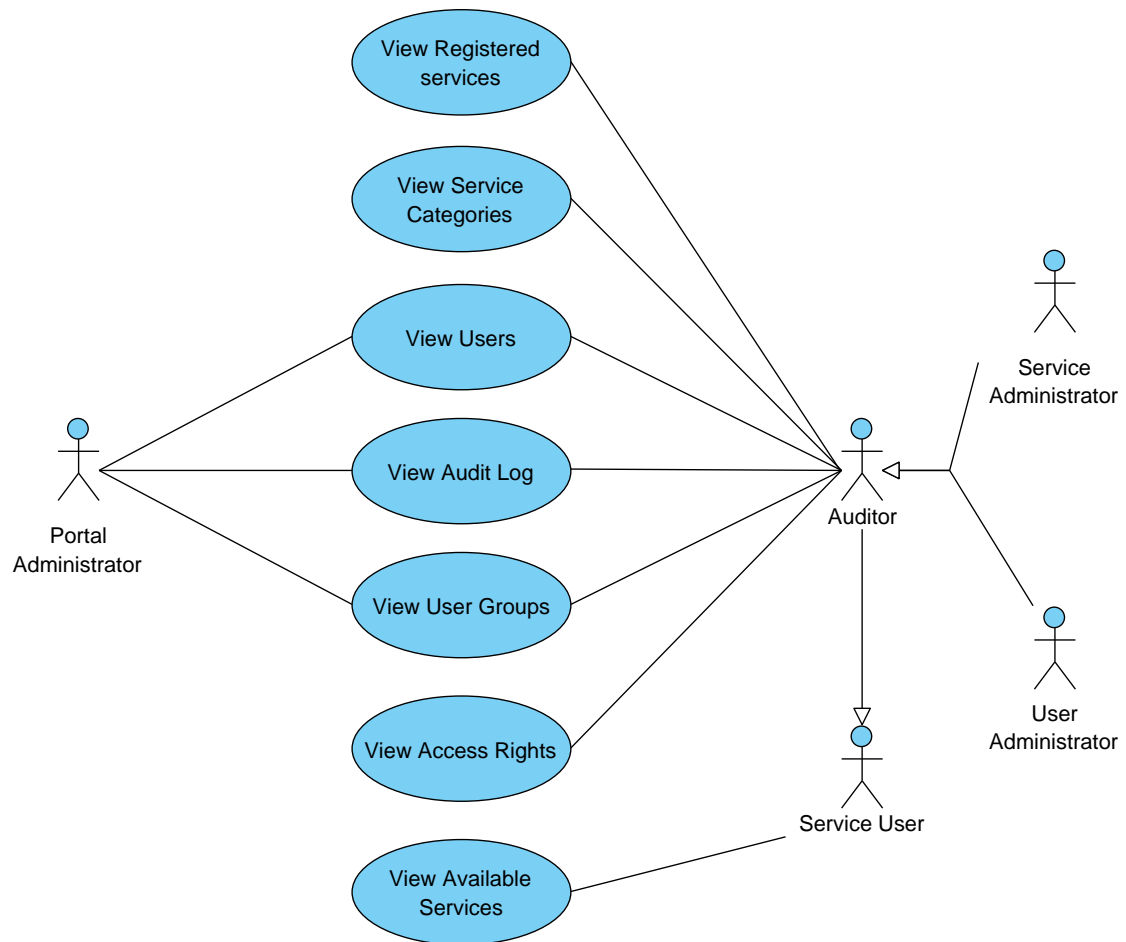 View Registered
services
View Service
Categories
View Users
View Audit Log
View User Groups
View Access Rights
View Available
Services
Portal
Administrator
Auditor
Service User
Service
Administrator
User
Administrator